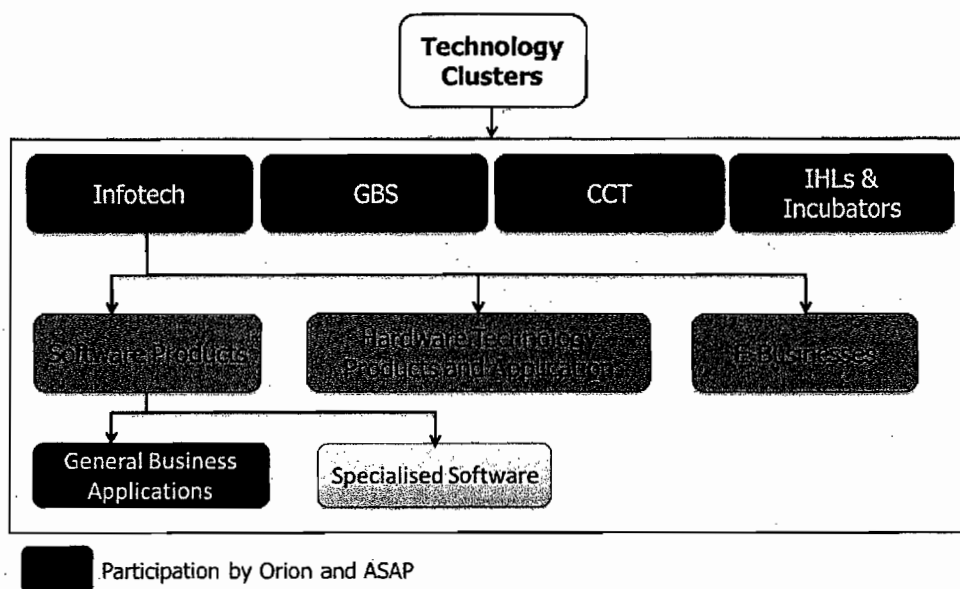 Technology
Clusters
Infotech
GBS
CCT
IHLs &
Incubators
Software Products
Hardware Technology
Products and Application
E-Businesses
General Business
Applications
Specialised Software
Participation by Orion and ASAP